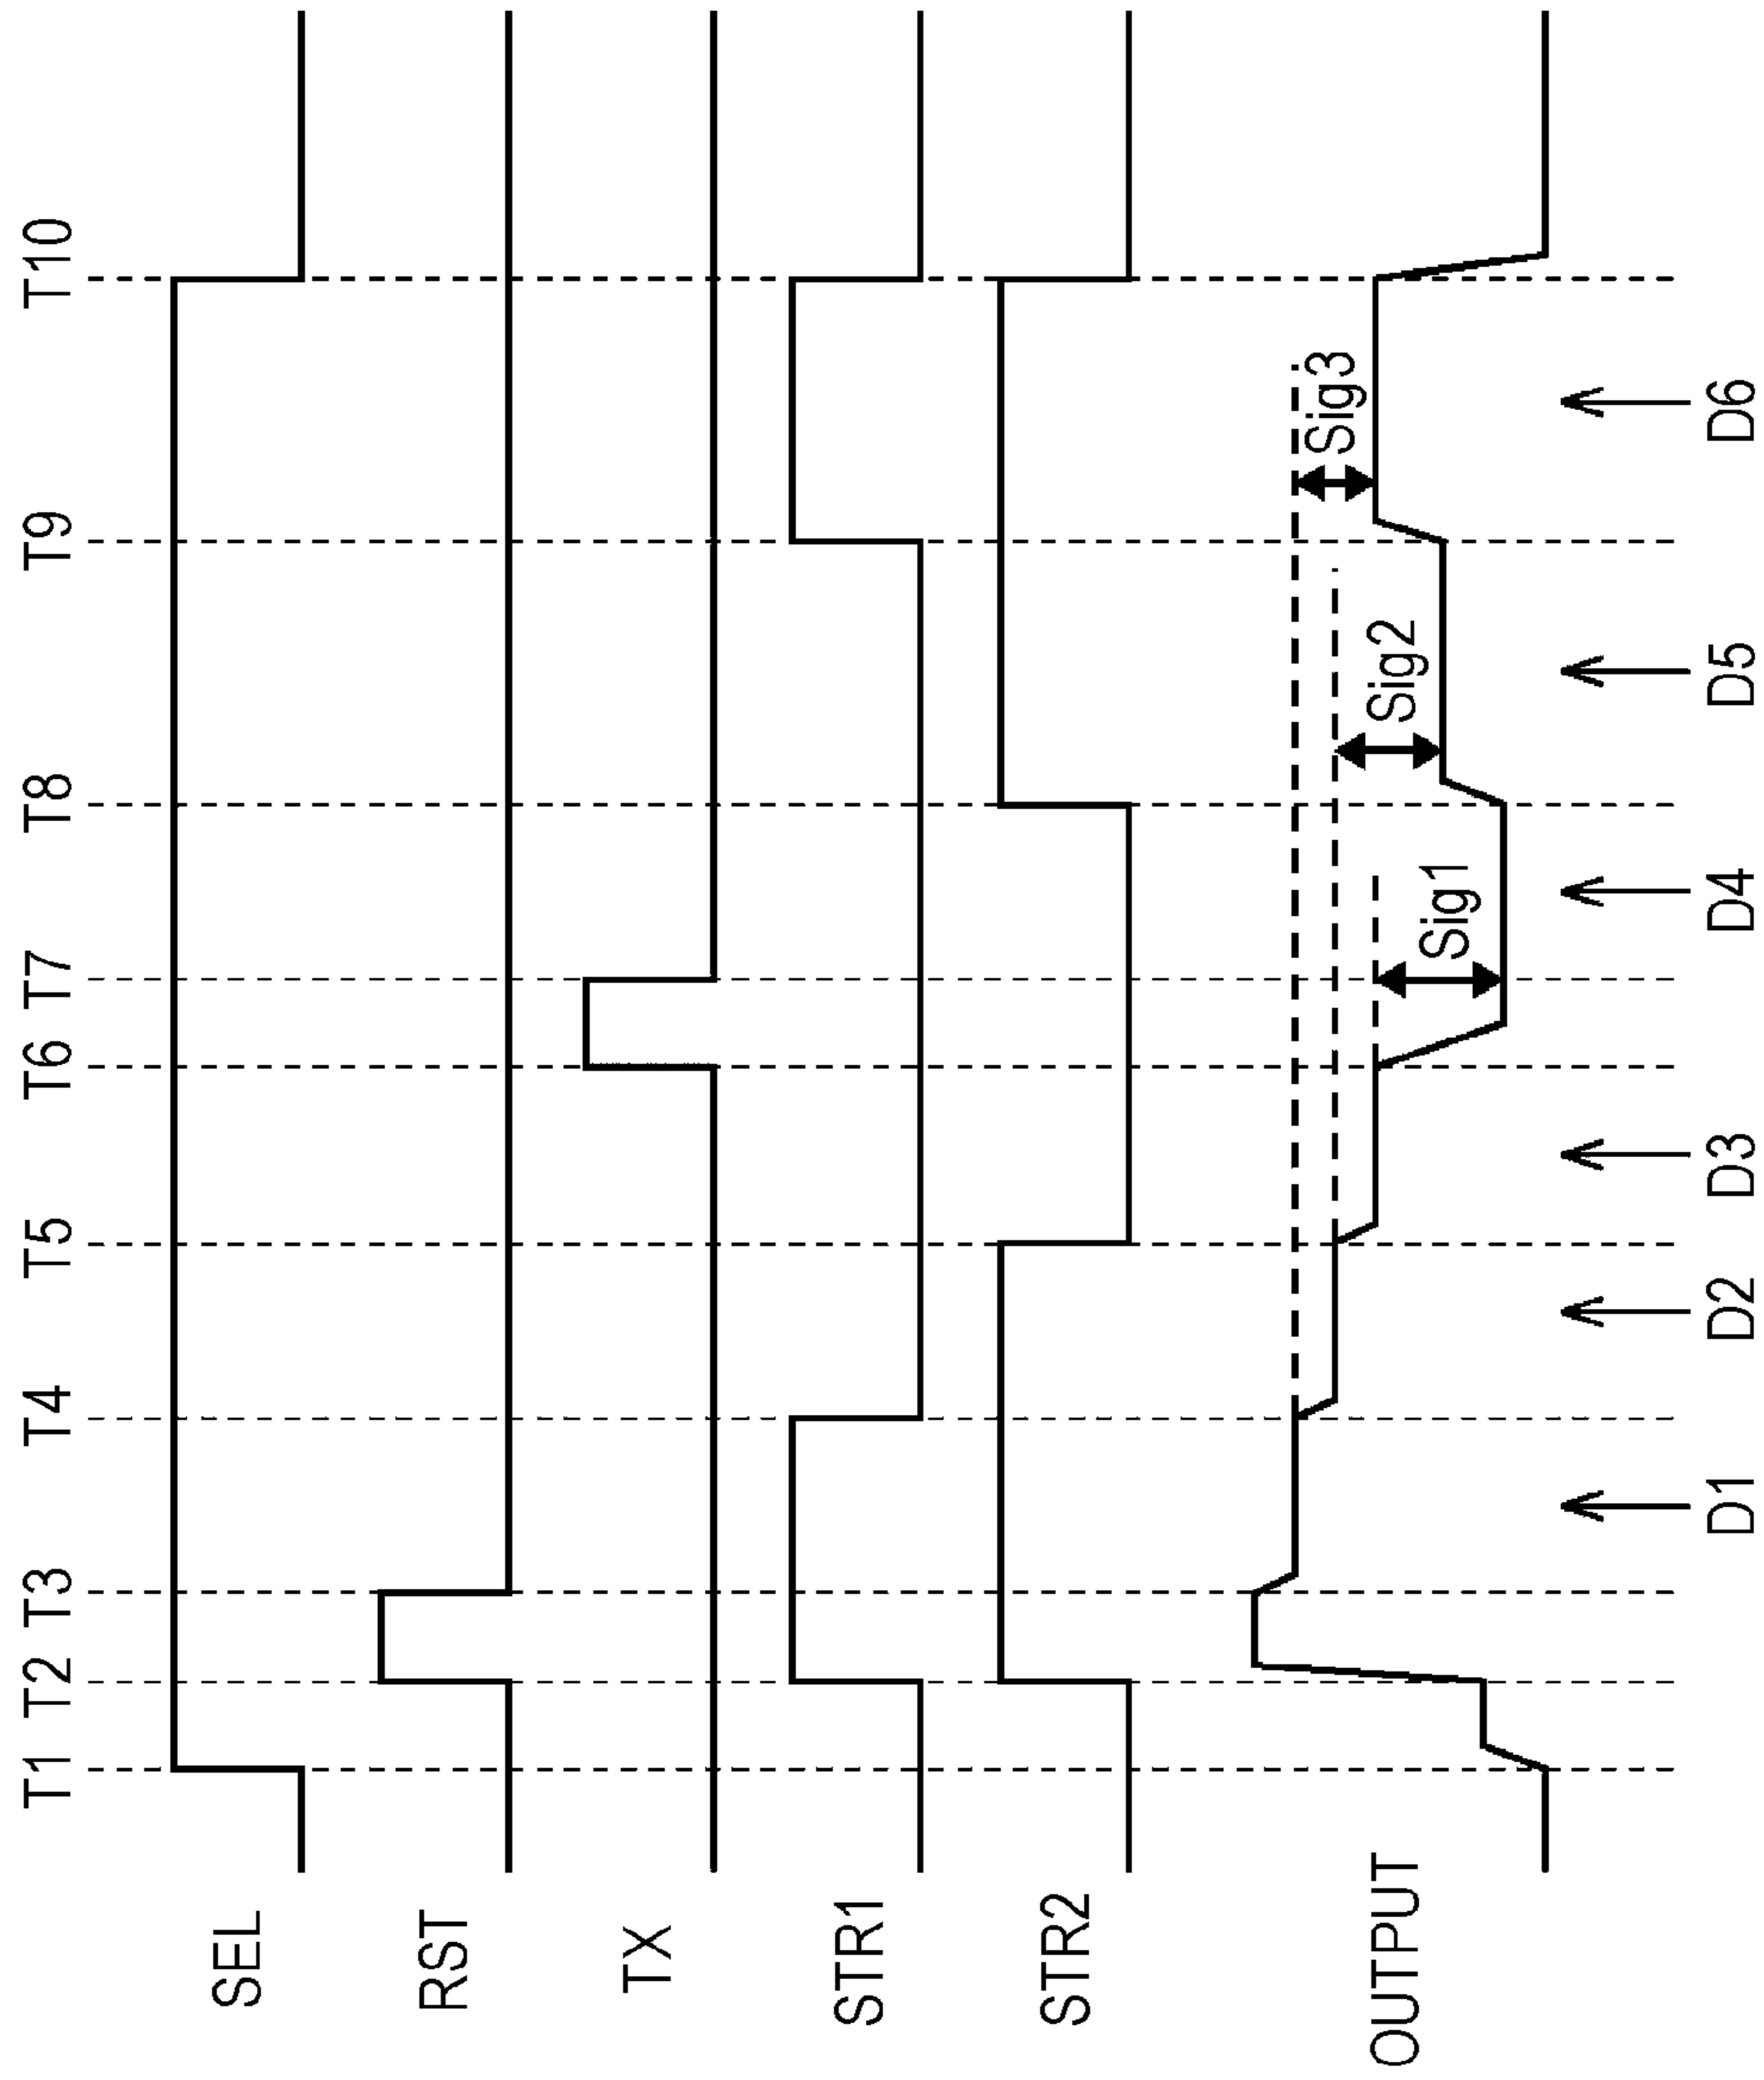 T1 T2 T3 T4 T5 T6 T7 T8 T9 T10
SEL
RST
TX
STR1
STR2
OUTPUT
Sig1
Sig2
Sig3
D1 D2 D3 D4 D5 D6